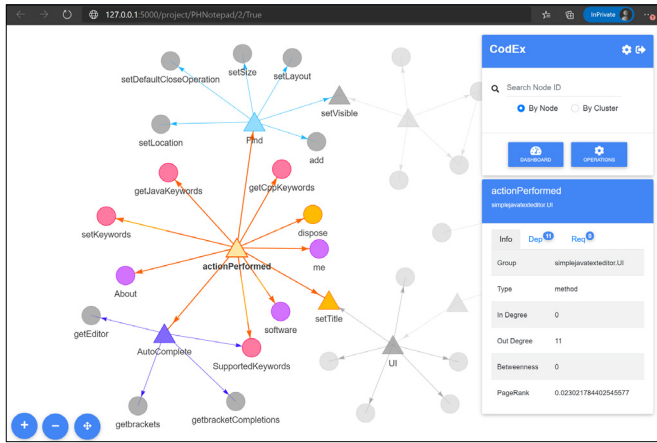 127.0.0.1:5000/project/PHNotepad/2/True
InPrivate
setDefaultCloseOperation
setSize
setLayout
setVisible
setLocation
Find
add
getJavaKeywords
getCppKeywords
setKeywords
dispose
me
actionPerformed
About
software
setTitle
getEditor
AutoComplete
SupportedKeywords
UI
getbrackets
getbracketCompletions
CodEx
Search Node ID
By Node
By Cluster
DASHBOARD
OPERATIONS
actionPerformed
simplejavatexteditor.UI
Info Dep 11 Req 0
Group simplejavatexteditor.UI
Type method
In Degree 0
Out Degree 11
Betweenness 0
PageRank 0.023021784402545577